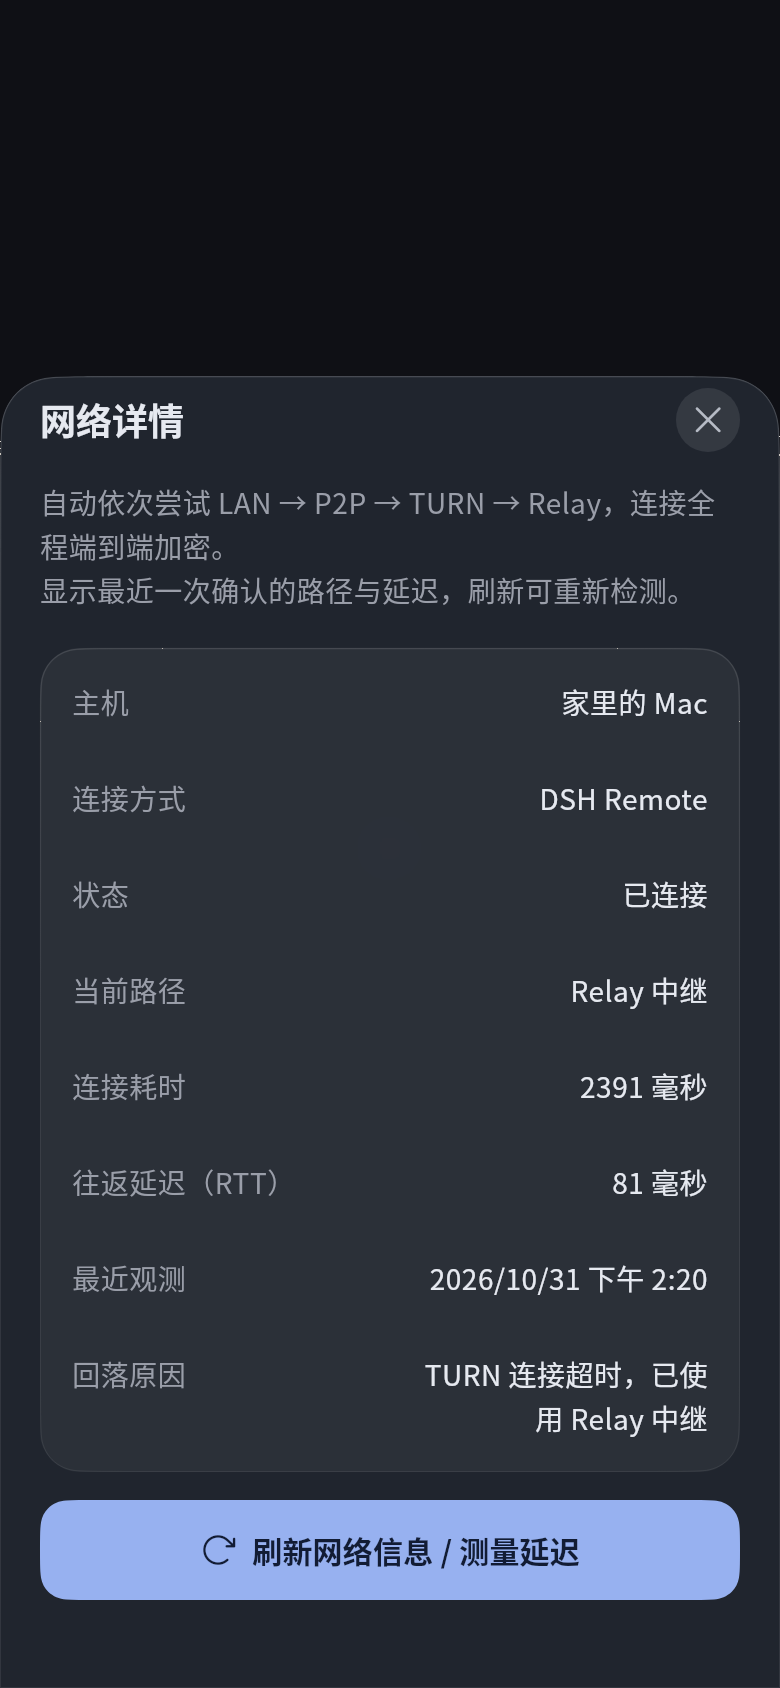 网络详情
自动依次尝试 LAN → P2P → TURN → Relay，连接全
程端到端加密。
显示最近一次确认的路径与延迟，刷新可重新检测。
主机 家里的 Mac
连接方式 DSH Remote
状态 已连接
当前路径 Relay 中继
连接耗时 2391 毫秒
往返延迟（RTT） 81 毫秒
最近观测 2026/10/31 下午 2:20
回落原因 TURN 连接超时，已使
用 Relay 中继
刷新网络信息 / 测量延迟